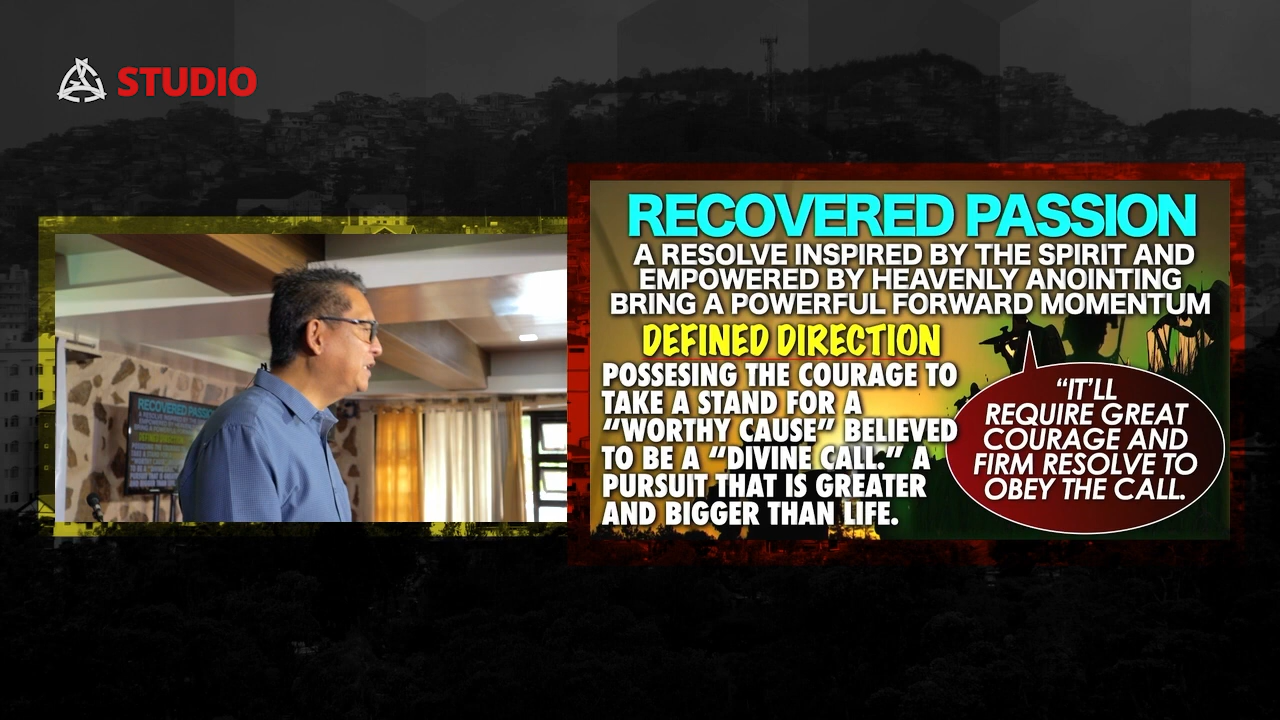 STUDIO
RECOVERED PASSION
A RESOLVE INSPIRED BY THE SPIRIT AND
EMPOWERED BY HEAVENLY ANOINTING
BRING A POWERFUL FORWARD MOMENTUM
DEFINED DIRECTION
POSSESING THE COURAGE TO
TAKE A STAND FOR A
“WORTHY CAUSE” BELIEVED
TO BE A “DIVINE CALL.” A
PURSUIT THAT IS GREATER
AND BIGGER THAN LIFE.
“IT’LL
REQUIRE GREAT
COURAGE AND
FIRM RESOLVE TO
OBEY THE CALL.